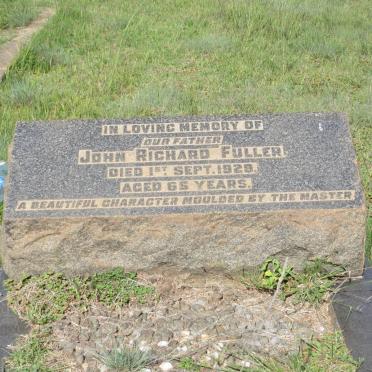 IN LOVING MEMORY OF
OUR FATHER
JOHN RICHARD FULLER
DIED 1ST SEPT. 1929.
AGED 65 YEARS.
A BEAUTIFUL CHARACTER MOULDED BY THE MASTER